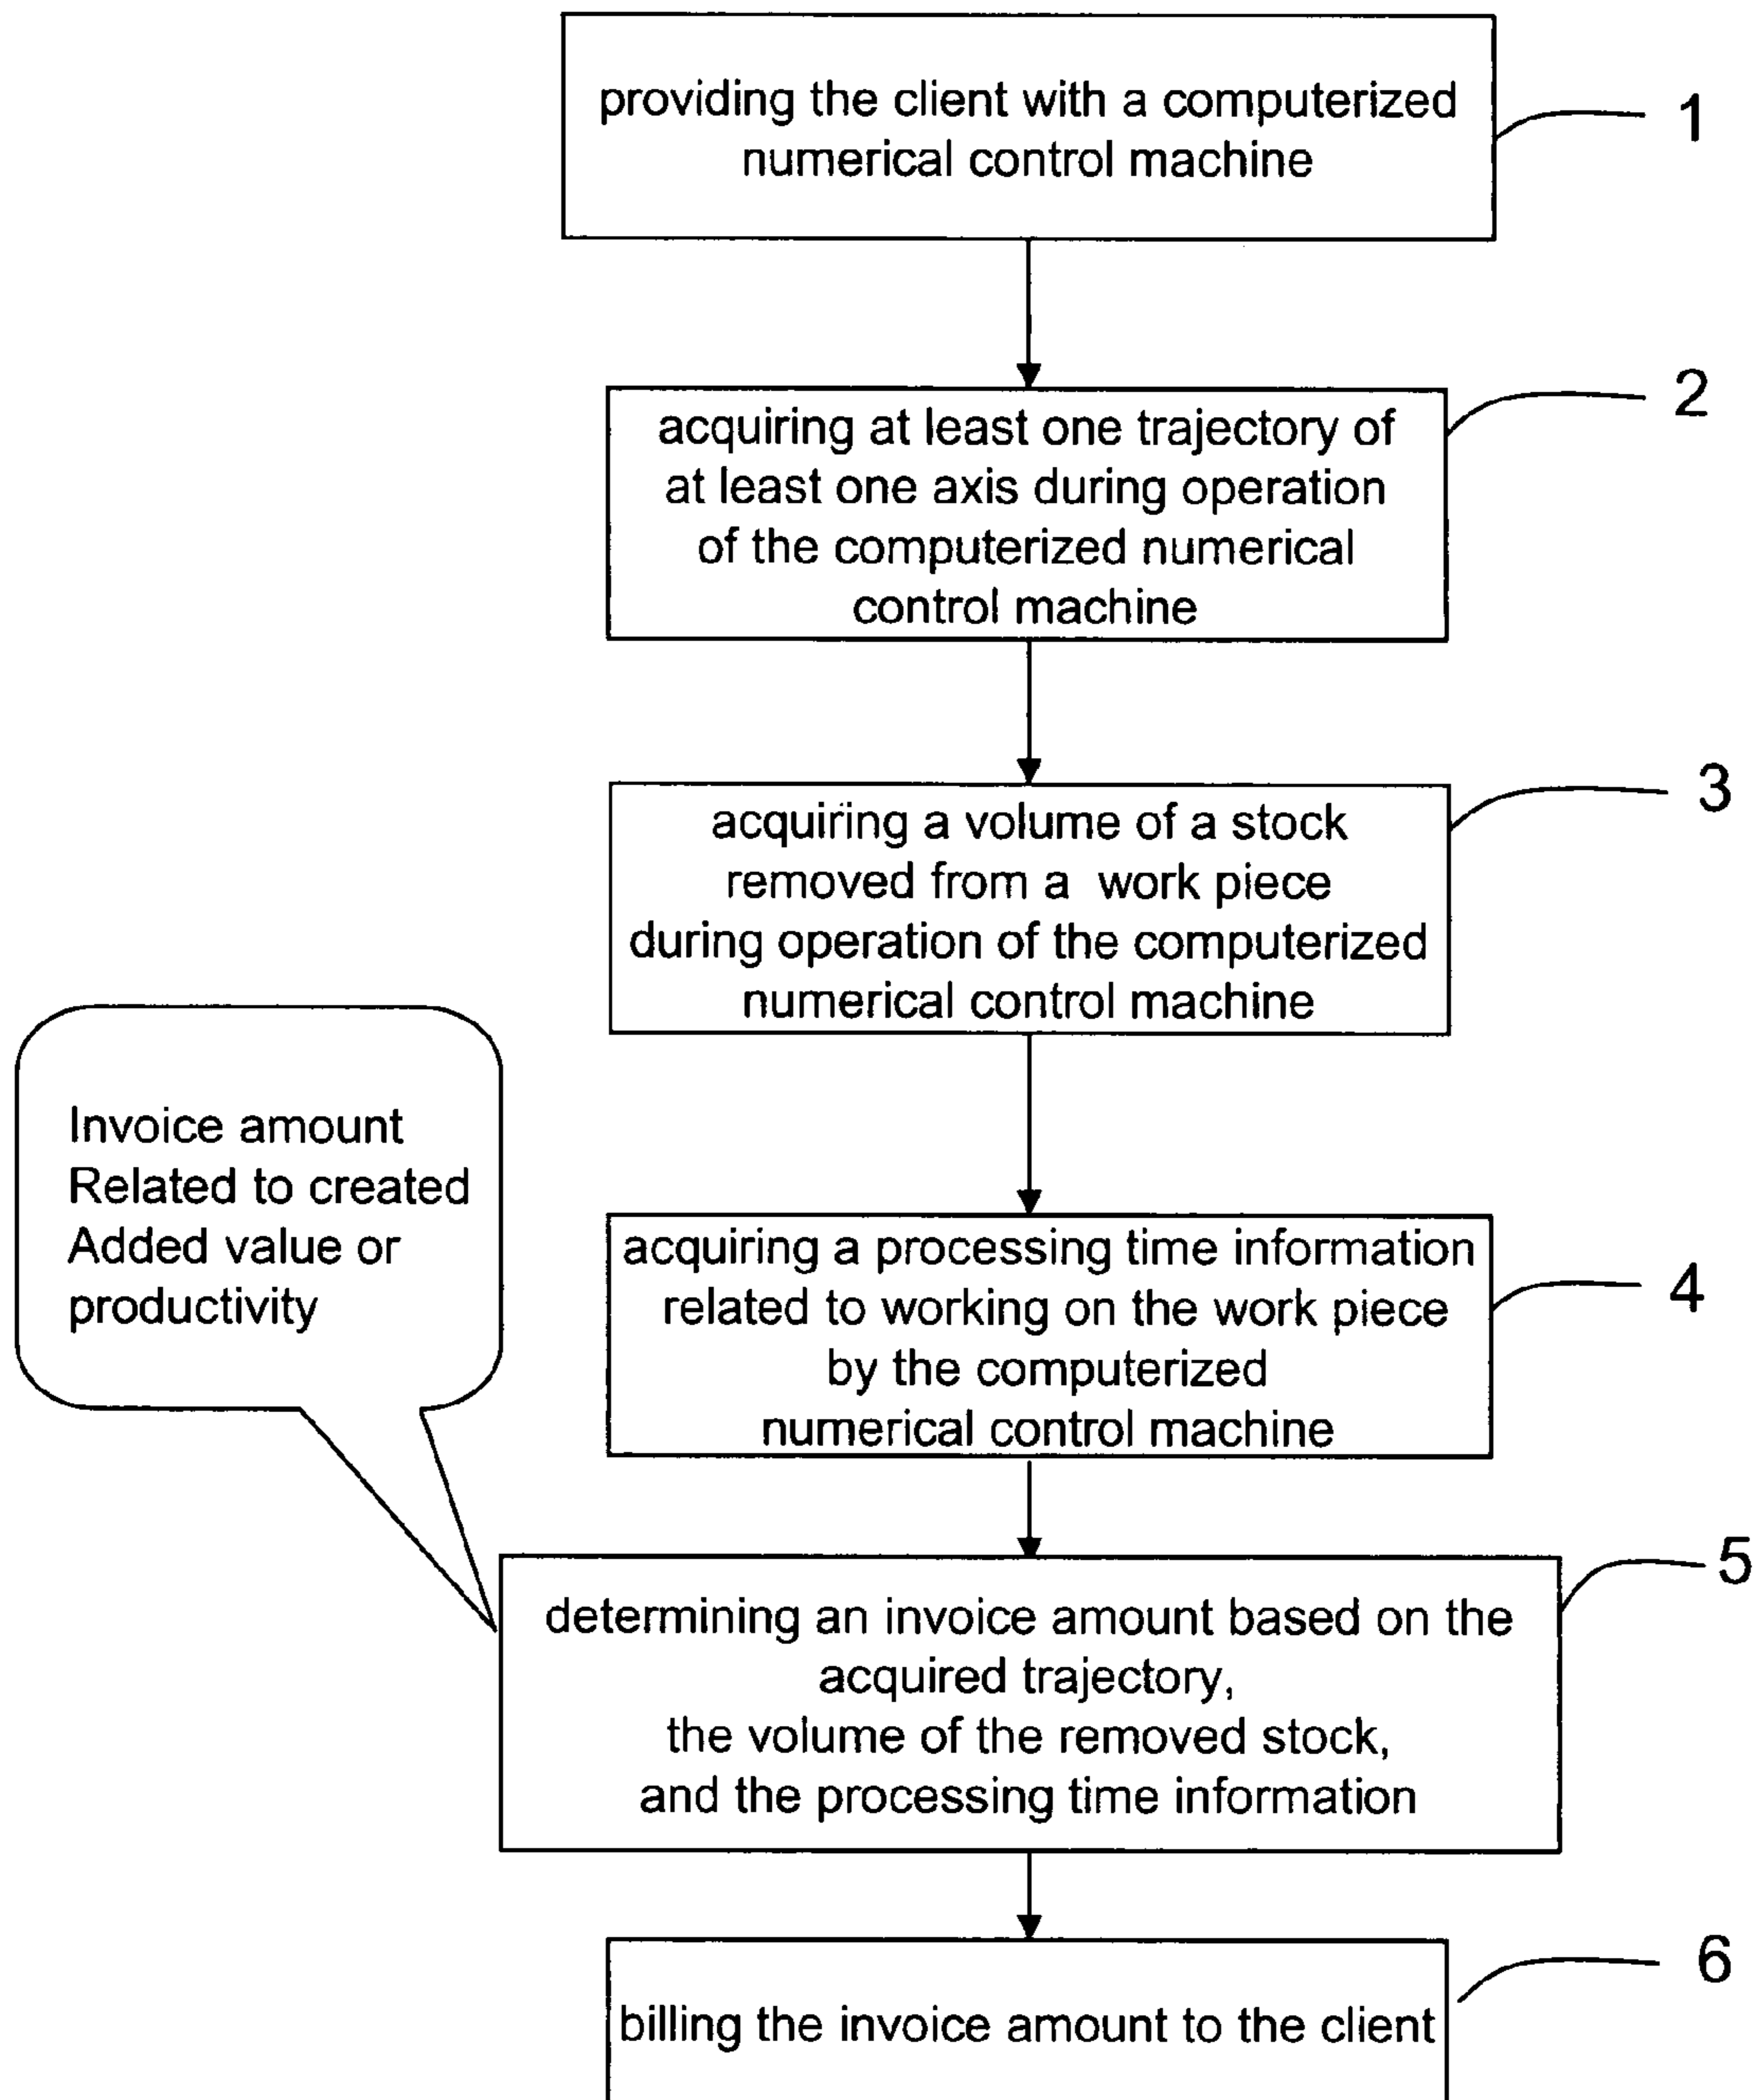 providing the client with a computerized
numerical control machine
1
acquiring at least one trajectory of
at least one axis during operation
of the computerized numerical
control machine
2
acquiring a volume of a stock
removed from a work piece
during operation of the computerized
numerical control machine
3
Invoice amount
Related to created
Added value or
productivity
acquiring a processing time information
related to working on the work piece
by the computerized
numerical control machine
4
determining an invoice amount based on the
acquired trajectory,
the volume of the removed stock,
and the processing time information
5
billing the invoice amount to the client
6